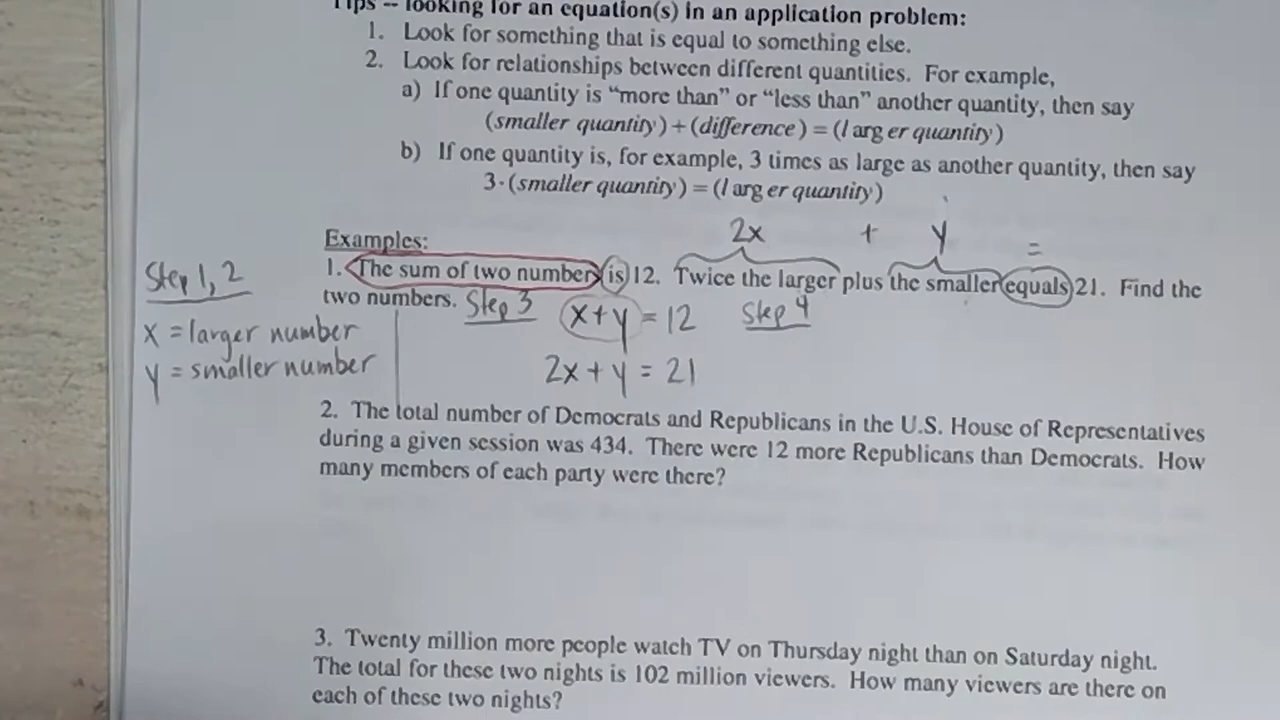 Tips -- looking for an equation(s) in an application problem:
1. Look for something that is equal to something else.
2. Look for relationships between different quantities. For example,
a) If one quantity is “more than” or “less than” another quantity, then say
(smaller quantity) + (difference) = (l arg er quantity)
b) If one quantity is, for example, 3 times as large as another quantity, then say
3·(smaller quantity) = (l arg er quantity)
2x + y =
Examples:
1. The sum of two numbers is 12. Twice the larger plus the smaller equals 21. Find the
two numbers.
Step 1, 2
x = larger number
y = smaller number
Step 3
x+y = 12
Step 4
2x + y = 21
2. The total number of Democrats and Republicans in the U.S. House of Representatives
during a given session was 434. There were 12 more Republicans than Democrats. How
many members of each party were there?
3. Twenty million more people watch TV on Thursday night than on Saturday night.
The total for these two nights is 102 million viewers. How many viewers are there on
each of these two nights?